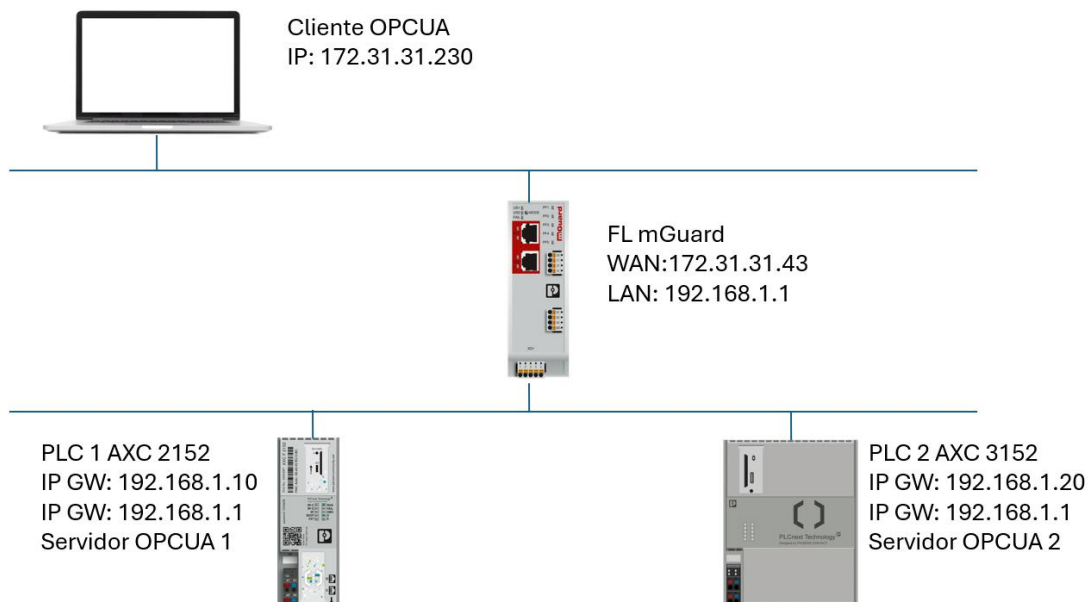 Cliente OPCUA
IP: 172.31.31.230
mGuard
FL mGuard
WAN:172.31.31.43
LAN: 192.168.1.1
PLC 1 AXC 2152
IP GW: 192.168.1.10
IP GW: 192.168.1.1
Servidor OPCUA 1
PLCnext Technology
PLC 2 AXC 3152
IP GW: 192.168.1.20
IP GW: 192.168.1.1
Servidor OPCUA 2